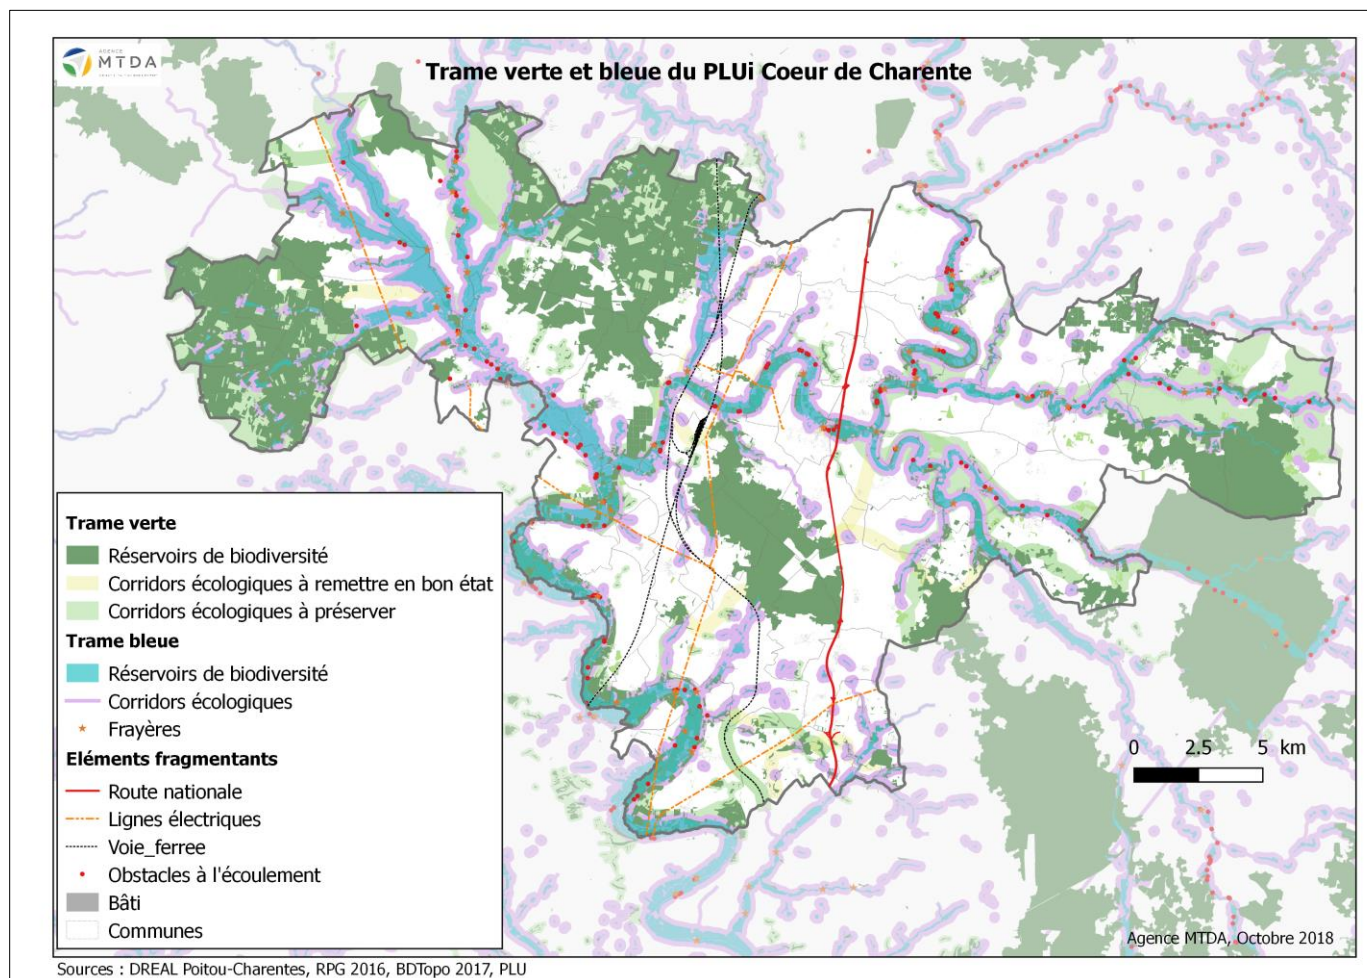 AGENCE
MTDA
Trame verte et bleue du PLUi Coeur de Charente
Trame verte
Réservoirs de biodiversité
Corridors écologiques à remettre en bon état
Corridors écologiques à préserver
Trame bleue
Réservoirs de biodiversité
Corridors écologiques
Frayères
Eléments fragmentants
Route nationale
Lignes électriques
Voie_ferree
Obstacles à l'écoulement
Bâti
Communes
0 2.5 5 km
Agence MTDA, Octobre 2018
Sources : DREAL Poitou-Charentes, RPG 2016, BDTopo 2017, PLU